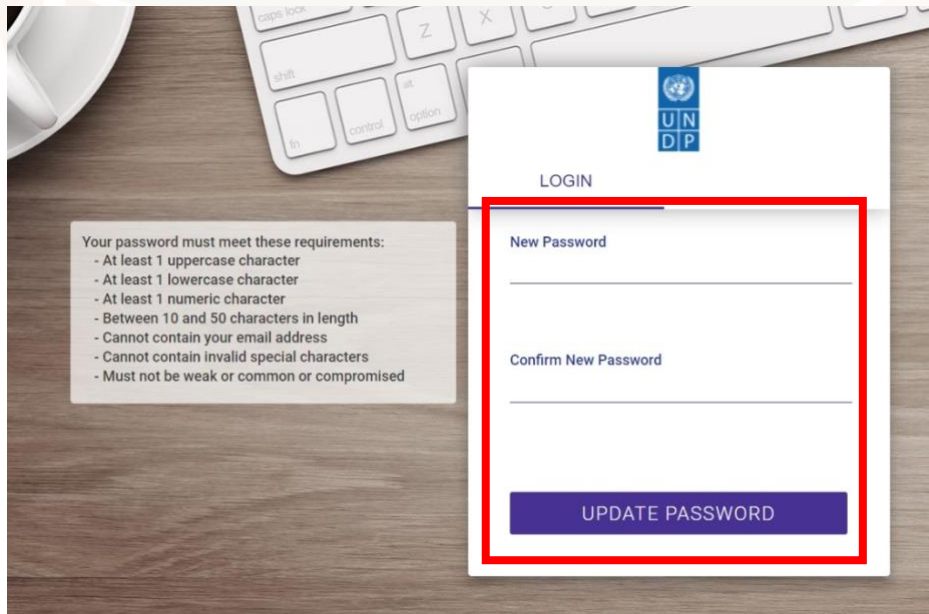 caps lock
Z
X
shift
fn
control
alt
option
UN
DP
LOGIN
Your password must meet these requirements:
- At least 1 uppercase character
- At least 1 lowercase character
- At least 1 numeric character
- Between 10 and 50 characters in length
- Cannot contain your email address
- Cannot contain invalid special characters
- Must not be weak or common or compromised
New Password
Confirm New Password
UPDATE PASSWORD